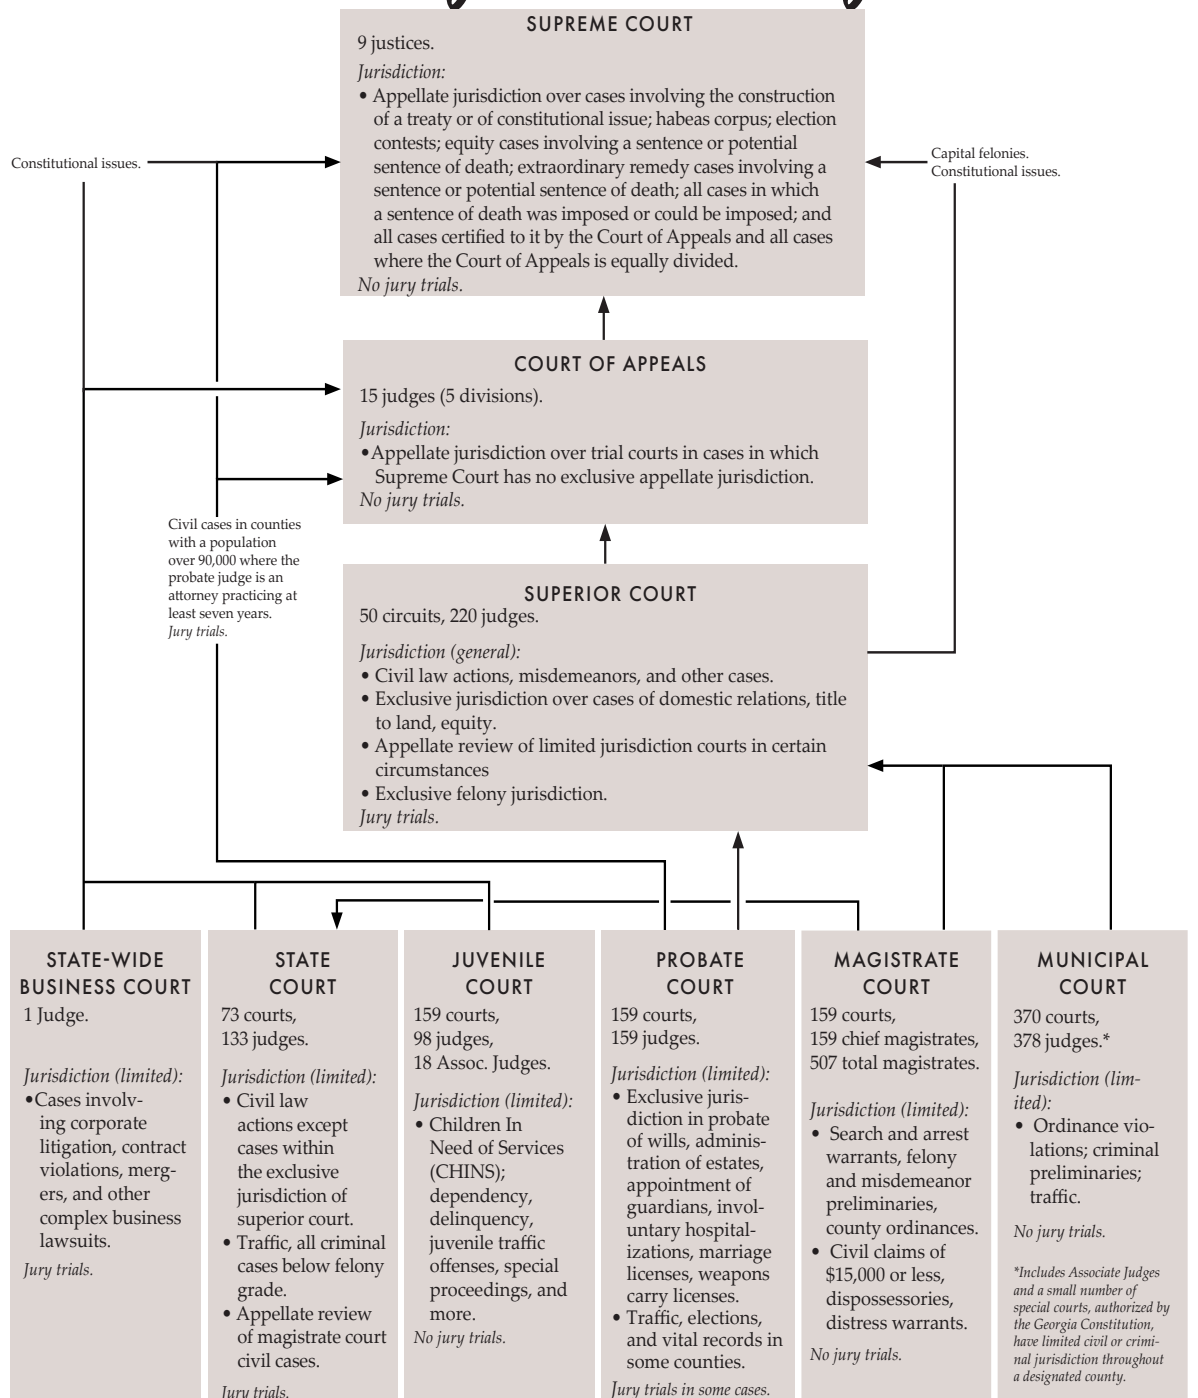 SUPREME COURT
9 justices.
Jurisdiction:
• Appellate jurisdiction over cases involving the construction
of a treaty or of constitutional issue; habeas corpus; election
contests; equity cases involving a sentence or potential
sentence of death; extraordinary remedy cases involving a
sentence or potential sentence of death; all cases in which
a sentence of death was imposed or could be imposed; and
all cases certified to it by the Court of Appeals and all cases
where the Court of Appeals is equally divided.
No jury trials.
Constitutional issues.
Capital felonies.
Constitutional issues.
COURT OF APPEALS
15 judges (5 divisions).
Jurisdiction:
•Appellate jurisdiction over trial courts in cases in which
Supreme Court has no exclusive appellate jurisdiction.
No jury trials.
Civil cases in counties
with a population
over 90,000 where the
probate judge is an
attorney practicing at
least seven years.
Jury trials.
SUPERIOR COURT
50 circuits, 220 judges.
Jurisdiction (general):
• Civil law actions, misdemeanors, and other cases.
• Exclusive jurisdiction over cases of domestic relations, title
to land, equity.
• Appellate review of limited jurisdiction courts in certain
circumstances
• Exclusive felony jurisdiction.
Jury trials.
STATE-WIDE
BUSINESS COURT
1 Judge.
Jurisdiction (limited):
•Cases involv-
ing corporate
litigation, contract
violations, merg-
ers, and other
complex business
lawsuits.
Jury trials.
STATE
COURT
73 courts,
133 judges.
Jurisdiction (limited):
• Civil law
actions except
cases within
the exclusive
jurisdiction of
superior court.
• Traffic, all criminal
cases below felony
grade.
• Appellate review
of magistrate court
civil cases.
Jury trials.
JUVENILE
COURT
159 courts,
98 judges,
18 Assoc. Judges.
Jurisdiction (limited):
• Children In
Need of Services
(CHINS);
dependency,
delinquency,
juvenile traffic
offenses, special
proceedings, and
more.
No jury trials.
PROBATE
COURT
159 courts,
159 judges.
Jurisdiction (limited):
• Exclusive juris-
diction in probate
of wills, adminis-
tration of estates,
appointment of
guardians, invol-
untary hospital-
izations, marriage
licenses, weapons
carry licenses.
• Traffic, elections,
and vital records in
some counties.
Jury trials in some cases.
MAGISTRATE
COURT
159 courts,
159 chief magistrates,
507 total magistrates.
Jurisdiction (limited):
• Search and arrest
warrants, felony
and misdemeanor
preliminaries,
county ordinances.
• Civil claims of
$15,000 or less,
dispossessories,
distress warrants.
No jury trials.
MUNICIPAL
COURT
370 courts,
378 judges.*
Jurisdiction (lim-
ited):
• Ordinance vio-
lations; criminal
preliminaries;
traffic.
No jury trials.
*Includes Associate Judges
and a small number of
special courts, authorized by
the Georgia Constitution,
have limited civil or crimi-
nal jurisdiction throughout
a designated county.